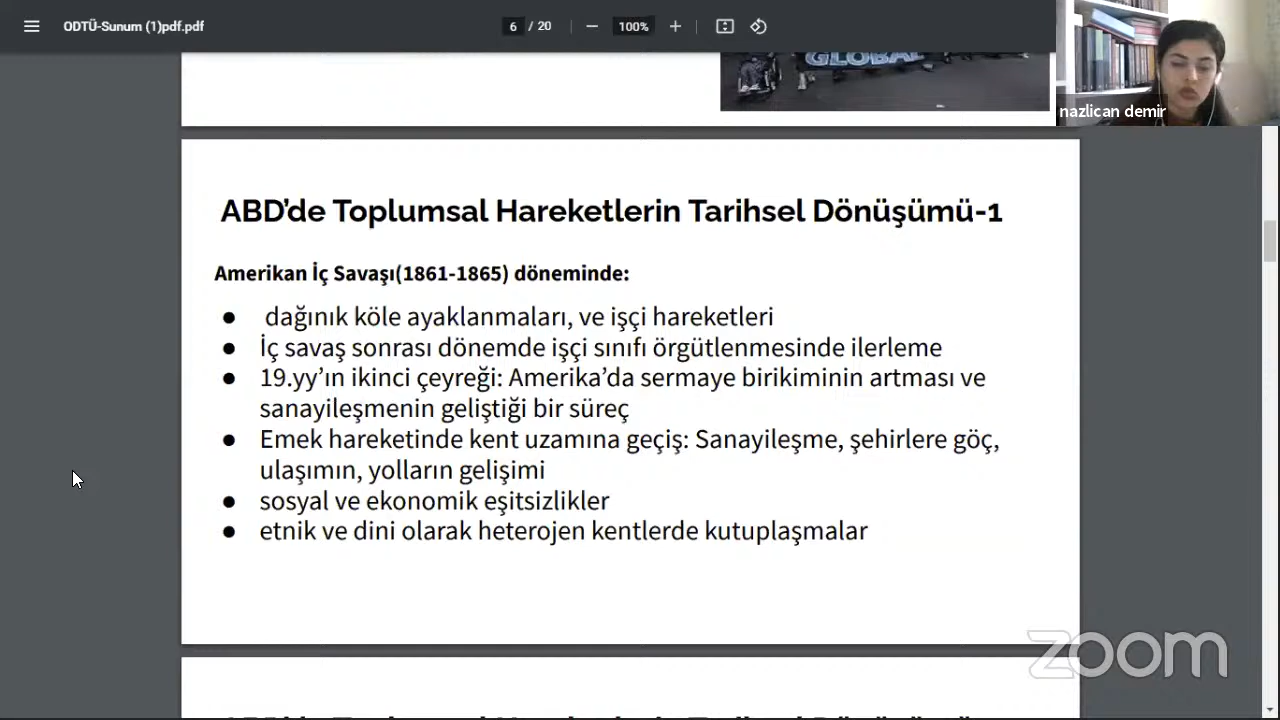 ODTÜ-Sunum (1)pdf.pdf
6 / 20
100%
GLOBAL
nazlican demir
ABD’de Toplumsal Hareketlerin Tarihsel Dönüşümü-1
Amerikan İç Savaşı(1861-1865) döneminde:
● dağınık köle ayaklanmaları, ve işçi hareketleri
● İç savaş sonrası dönemde işçi sınıfı örgütlenmesinde ilerleme
● 19.yy’ın ikinci çeyreği: Amerika’da sermaye birikiminin artması ve
sanayileşmenin geliştiği bir süreç
● Emek hareketinde kent uzamına geçiş: Sanayileşme, şehirlere göç,
ulaşımın, yolların gelişimi
● sosyal ve ekonomik eşitsizlikler
● etnik ve dini olarak heterojen kentlerde kutuplaşmalar
zoom